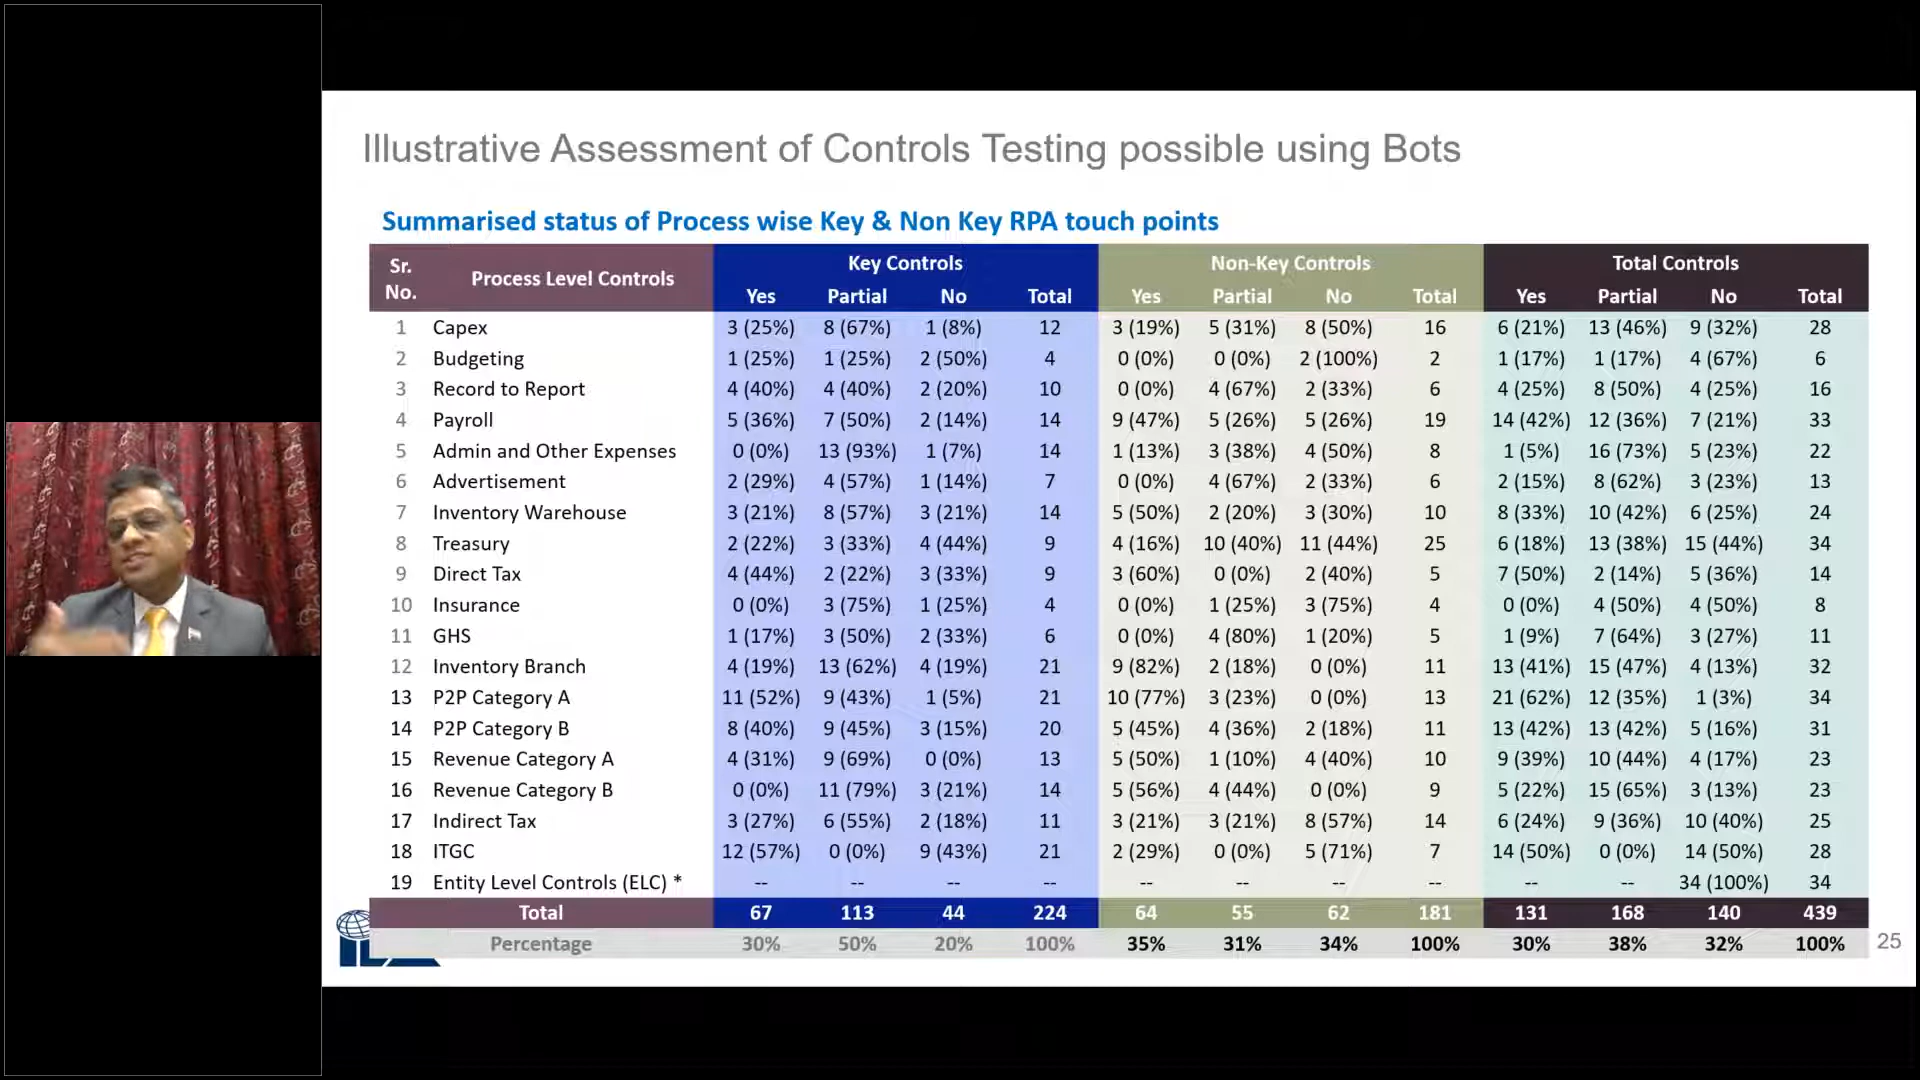 Illustrative Assessment of Controls Testing possible using Bots
Summarised status of Process wise Key & Non Key RPA touch points
Sr. No. Process Level Controls Key Controls Non-Key Controls Total Controls
Yes Partial No Total Yes Partial No Total Yes Partial No Total
1 Capex 3 (25%) 8 (67%) 1 (8%) 12 3 (19%) 5 (31%) 8 (50%) 16 6 (21%) 13 (46%) 9 (32%) 28
2 Budgeting 1 (25%) 1 (25%) 2 (50%) 4 0 (0%) 0 (0%) 2 (100%) 2 1 (17%) 1 (17%) 4 (67%) 6
3 Record to Report 4 (40%) 4 (40%) 2 (20%) 10 0 (0%) 4 (67%) 2 (33%) 6 4 (25%) 8 (50%) 4 (25%) 16
4 Payroll 5 (36%) 7 (50%) 2 (14%) 14 9 (47%) 5 (26%) 5 (26%) 19 14 (42%) 12 (36%) 7 (21%) 33
5 Admin and Other Expenses 0 (0%) 13 (93%) 1 (7%) 14 1 (13%) 3 (38%) 4 (50%) 8 1 (5%) 16 (73%) 5 (23%) 22
6 Advertisement 2 (29%) 4 (57%) 1 (14%) 7 0 (0%) 4 (67%) 2 (33%) 6 2 (15%) 8 (62%) 3 (23%) 13
7 Inventory Warehouse 3 (21%) 8 (57%) 3 (21%) 14 5 (50%) 2 (20%) 3 (30%) 10 8 (33%) 10 (42%) 6 (25%) 24
8 Treasury 2 (22%) 3 (33%) 4 (44%) 9 4 (16%) 10 (40%) 11 (44%) 25 6 (18%) 13 (38%) 15 (44%) 34
9 Direct Tax 4 (44%) 2 (22%) 3 (33%) 9 3 (60%) 0 (0%) 2 (40%) 5 7 (50%) 2 (14%) 5 (36%) 14
10 Insurance 0 (0%) 3 (75%) 1 (25%) 4 0 (0%) 1 (25%) 3 (75%) 4 0 (0%) 4 (50%) 4 (50%) 8
11 GHS 1 (17%) 3 (50%) 2 (33%) 6 0 (0%) 4 (80%) 1 (20%) 5 1 (9%) 7 (64%) 3 (27%) 11
12 Inventory Branch 4 (19%) 13 (62%) 4 (19%) 21 9 (82%) 2 (18%) 0 (0%) 11 13 (41%) 15 (47%) 4 (13%) 32
13 P2P Category A 11 (52%) 9 (43%) 1 (5%) 21 10 (77%) 3 (23%) 0 (0%) 13 21 (62%) 12 (35%) 1 (3%) 34
14 P2P Category B 8 (40%) 9 (45%) 3 (15%) 20 5 (45%) 4 (36%) 2 (18%) 11 13 (42%) 13 (42%) 5 (16%) 31
15 Revenue Category A 4 (31%) 9 (69%) 0 (0%) 13 5 (50%) 1 (10%) 4 (40%) 10 9 (39%) 10 (44%) 4 (17%) 23
16 Revenue Category B 0 (0%) 11 (79%) 3 (21%) 14 5 (56%) 4 (44%) 0 (0%) 9 5 (22%) 15 (65%) 3 (13%) 23
17 Indirect Tax 3 (27%) 6 (55%) 2 (18%) 11 3 (21%) 3 (21%) 8 (57%) 14 6 (24%) 9 (36%) 10 (40%) 25
18 ITGC 12 (57%) 0 (0%) 9 (43%) 21 2 (29%) 0 (0%) 5 (71%) 7 14 (50%) 0 (0%) 14 (50%) 28
19 Entity Level Controls (ELC) * -- -- -- -- -- -- -- -- -- -- 34 (100%) 34
Total 67 113 44 224 64 55 62 181 131 168 140 439
Percentage 30% 50% 20% 100% 35% 31% 34% 100% 30% 38% 32% 100%
25